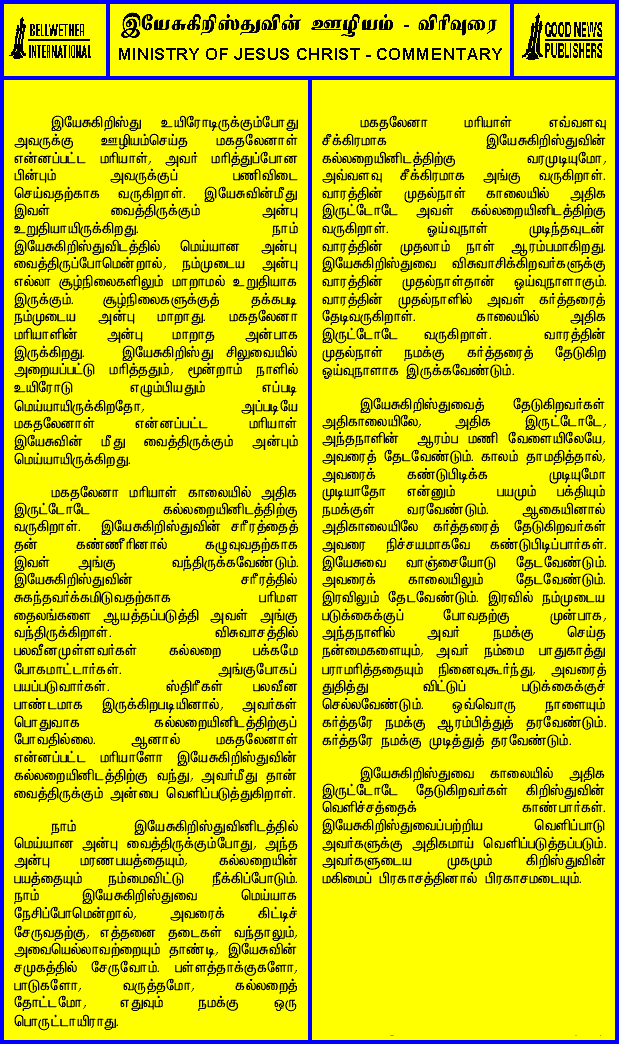 BELLWETHER
INTERNATIONAL
இயேசுகிறிஸ்துவின் ஊழியம் - விரிவுரை
MINISTRY OF JESUS CHRIST - COMMENTARY
GOOD NEWS
PUBLISHERS
இயேசுகிறிஸ்து உயிரோடிருக்கும்போது
அவருக்கு ஊழியம்செய்த மகதலேனாள்
என்னப்பட்ட மரியாள், அவர் மரித்துப்போன
பின்பும் அவருக்குப் பணிவிடை
செய்வதற்காக வருகிறாள். இயேசுவின்மீது
இவள் வைத்திருக்கும் அன்பு
உறுதியாயிருக்கிறது. நாம்
இயேசுகிறிஸ்துவிடத்தில் மெய்யான அன்பு
வைத்திருப்போமென்றால், நம்முடைய அன்பு
எல்லா சூழ்நிலைகளிலும் மாறாமல் உறுதியாக
இருக்கும். சூழ்நிலைகளுக்குத் தக்கபடி
நம்முடைய அன்பு மாறாது. மகதலேனா
மரியாளின் அன்பு மாறாத அன்பாக
இருக்கிறது. இயேசுகிறிஸ்து சிலுவையில்
அறையப்பட்டு மரித்ததும், மூன்றாம் நாளில்
உயிரோடு எழும்பியதும் எப்படி
மெய்யாயிருக்கிறதோ, அப்படியே
மகதலேனாள் என்னப்பட்ட மரியாள்
இயேசுவின் மீது வைத்திருக்கும் அன்பும்
மெய்யாயிருக்கிறது.
மகதலேனா மரியாள் காலையில் அதிக
இருட்டோடே கல்லறையினிடத்திற்கு
வருகிறாள். இயேசுகிறிஸ்துவின் சரீரத்தைத்
தன் கண்ணீரினால் கழுவுவதற்காக
இவள் அங்கு வந்திருக்கவேண்டும்.
இயேசுகிறிஸ்துவின் சரீரத்தில்
சுகந்தவர்க்கமிடுவதற்காக பரிமள
தைலங்களை ஆயத்தப்படுத்தி அவள் அங்கு
வந்திருக்கிறாள். விசுவாசத்தில்
பலவீனமுள்ளவர்கள் கல்லறை பக்கமே
போகமாட்டார்கள். அங்குபோகப்
பயப்படுவார்கள். ஸ்திரீகள் பலவீன
பாண்டமாக இருக்கிறபடியினால், அவர்கள்
பொதுவாக கல்லறையினிடத்திற்குப்
போவதில்லை. ஆனால் மகதலேனாள்
என்னப்பட்ட மரியாளோ இயேசுகிறிஸ்துவின்
கல்லறையினிடத்திற்கு வந்து, அவர்மீது தான்
வைத்திருக்கும் அன்பை வெளிப்படுத்துகிறாள்.
நாம் இயேசுகிறிஸ்துவினிடத்தில்
மெய்யான அன்பு வைத்திருக்கும்போது, அந்த
அன்பு மரணபயத்தையும், கல்லறையின்
பயத்தையும் நம்மைவிட்டு நீக்கிப்போடும்.
நாம் இயேசுகிறிஸ்துவை மெய்யாக
நேசிப்போமென்றால், அவரைக் கிட்டிச்
சேருவதற்கு, எத்தனை தடைகள் வந்தாலும்,
அவையெல்லாவற்றையும் தாண்டி, இயேசுவின்
சமுகத்தில் சேருவோம். பள்ளத்தாக்குகளோ,
பாடுகளோ, வருத்தமோ, கல்லறைத்
தோட்டமோ, எதுவும் நமக்கு ஒரு
பொருட்டாயிராது.
மகதலேனா மரியாள் எவ்வளவு
சீக்கிரமாக இயேசுகிறிஸ்துவின்
கல்லறையினிடத்திற்கு வரமுடியுமோ,
அவ்வளவு சீக்கிரமாக அங்கு வருகிறாள்.
வாரத்தின் முதல்நாள் காலையில் அதிக
இருட்டோடே அவள் கல்லறையினிடத்திற்கு
வருகிறாள். ஓய்வுநாள் முடிந்தவுடன்
வாரத்தின் முதலாம் நாள் ஆரம்பமாகிறது.
இயேசுகிறிஸ்துவை விசுவாசிக்கிறவர்களுக்கு
வாரத்தின் முதல்நாள்தான் ஓய்வுநாளாகும்.
வாரத்தின் முதல்நாளில் அவள் கர்த்தரைத்
தேடிவருகிறாள். காலையில் அதிக
இருட்டோடே வருகிறாள். வாரத்தின்
முதல்நாள் நமக்கு கர்த்தரைத் தேடுகிற
ஓய்வுநாளாக இருக்கவேண்டும்.
இயேசுகிறிஸ்துவைத் தேடுகிறவர்கள்
அதிகாலையிலே, அதிக இருட்டோடே,
அந்தநாளின் ஆரம்ப மணி வேளையிலேயே,
அவரைத் தேடவேண்டும். காலம் தாமதித்தால்,
அவரைக் கண்டுபிடிக்க முடியுமோ
முடியாதோ என்னும் பயமும் பக்தியும்
நமக்குள் வரவேண்டும். ஆகையினால்
அதிகாலையிலே கர்த்தரைத் தேடுகிறவர்கள்
அவரை நிச்சயமாகவே கண்டுபிடிப்பார்கள்.
இயேசுவை வாஞ்சையோடு தேடவேண்டும்.
அவரைக் காலையிலும் தேடவேண்டும்.
இரவிலும் தேடவேண்டும். இரவில் நம்முடைய
படுக்கைக்குப் போவதற்கு முன்பாக,
அந்தநாளில் அவர் நமக்கு செய்த
நன்மைகளையும், அவர் நம்மை பாதுகாத்து
பராமரித்ததையும் நினைவுகூர்ந்து, அவரைத்
துதித்து விட்டுப் படுக்கைக்குச்
செல்லவேண்டும். ஒவ்வொரு நாளையும்
கர்த்தரே நமக்கு ஆரம்பித்துத் தரவேண்டும்.
கர்த்தரே நமக்கு முடித்துத் தரவேண்டும்.
இயேசுகிறிஸ்துவை காலையில் அதிக
இருட்டோடே தேடுகிறவர்கள் கிறிஸ்துவின்
வெளிச்சத்தைக் காண்பார்கள்.
இயேசுகிறிஸ்துவைப்பற்றிய வெளிப்பாடு
அவர்களுக்கு அதிகமாய் வெளிப்படுத்தப்படும்.
அவர்களுடைய முகமும் கிறிஸ்துவின்
மகிமைப் பிரகாசத்தினால் பிரகாசமடையும்.